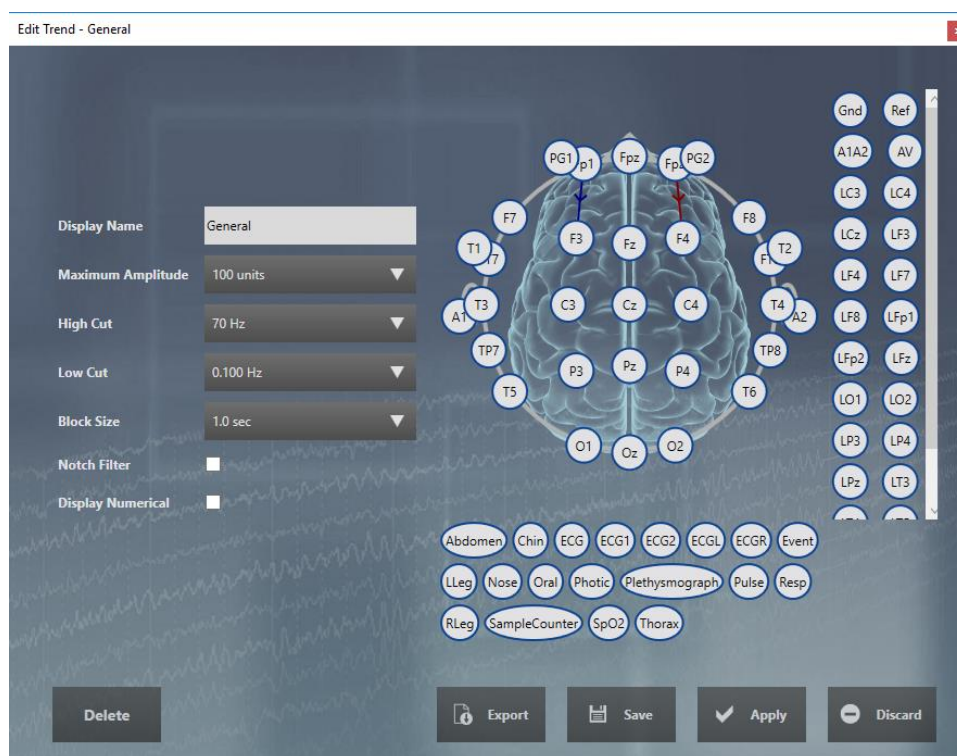 Edit Trend - General
x
Gnd Ref
A1A2 AV
PG1 Fpz PG2
LC3 LC4
F7 F8
Display Name General
LCz LF3
F3 Fz F4
T1 T2
Maximum Amplitude 100 units
LF4 LF7
C3 Cz C4
T3 T4
A1 A2
High Cut 70 Hz
LF8 LFp1
TP7 TP8
LFp2 LFz
Low Cut 0.100 Hz
P3 Pz P4
T5 T6
LO1 LO2
Block Size 1.0 sec
O1 Oz O2
LP3 LP4
Notch Filter
LPz LT3
Display Numerical
Abdomen Chin ECG ECG1 ECG2 ECGL ECGR Event
LLeg Nose Oral Photic Plethysmograph Pulse Resp
RLeg SampleCounter SpO2 Thorax
Delete Export Save Apply Discard